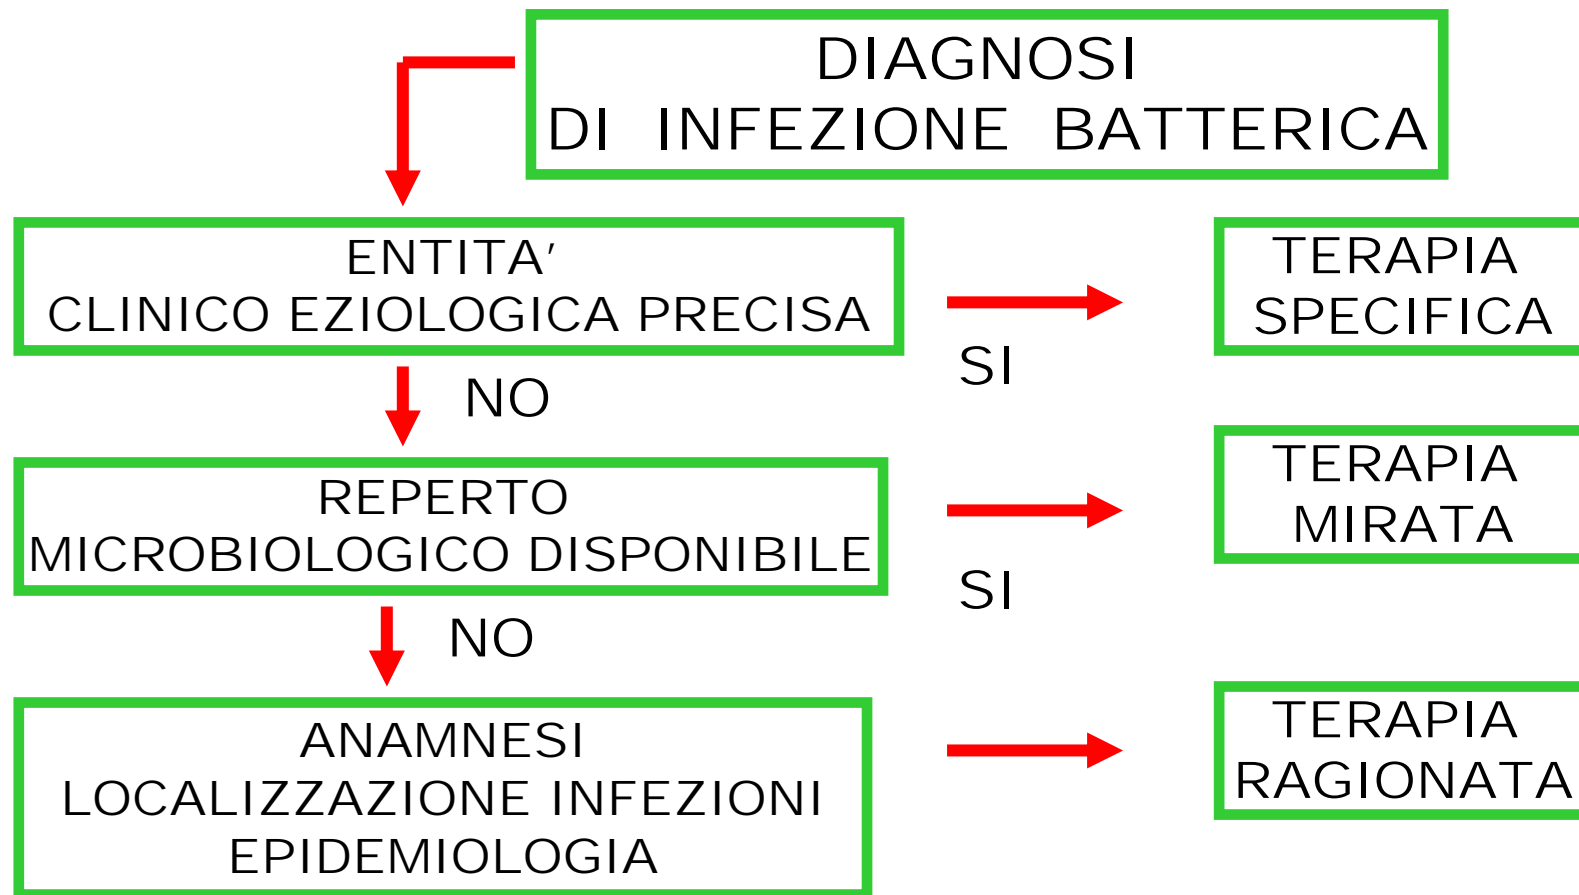 DIAGNOSI
DI INFEZIONE BATTERICA
ENTITA'
CLINICO EZIOLOGICA PRECISA
SI
TERAPIA
SPECIFICA
NO
REPERTO
MICROBIOLOGICO DISPONIBILE
SI
TERAPIA
MIRATA
NO
ANAMNESI
LOCALIZZAZIONE INFEZIONI
EPIDEMIOLOGIA
TERAPIA
RAGIONATA